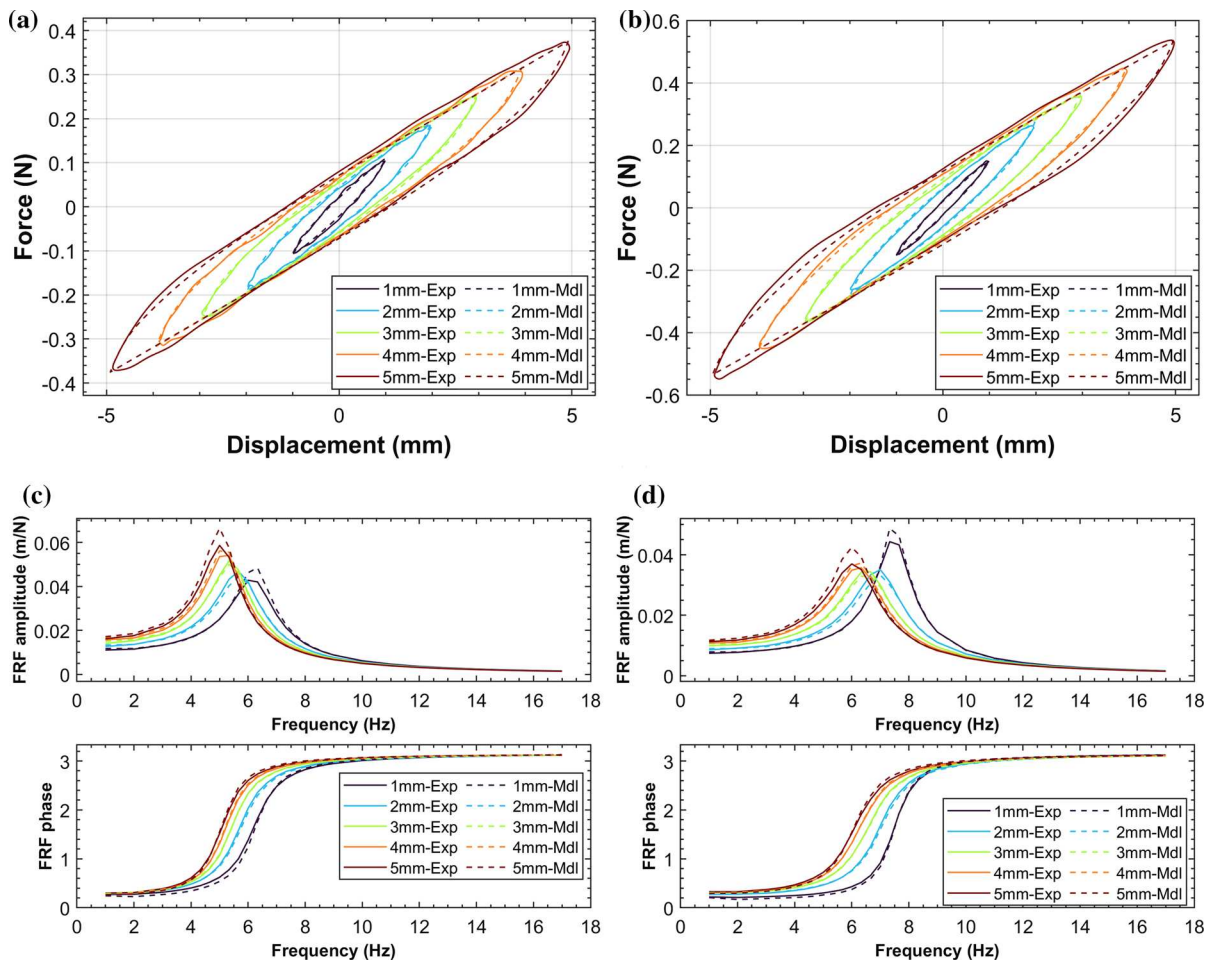 (a)
Force (N)
0.4
0.3
0.2
0.1
0
-0.1
-0.2
-0.3
-0.4
1mm-Exp 1mm-Mdl
2mm-Exp 2mm-Mdl
3mm-Exp 3mm-Mdl
4mm-Exp 4mm-Mdl
5mm-Exp 5mm-Mdl
-5 0 5
Displacement (mm)
(b)
Force (N)
0.6
0.4
0.2
0
-0.2
-0.4
-0.6
1mm-Exp 1mm-Mdl
2mm-Exp 2mm-Mdl
3mm-Exp 3mm-Mdl
4mm-Exp 4mm-Mdl
5mm-Exp 5mm-Mdl
-5 0 5
Displacement (mm)
(c)
FRF amplitude (m/N)
0.06
0.04
0.02
0
0 2 4 6 8 10 12 14 16 18
Frequency (Hz)
FRF phase
3
2
1
0
1mm-Exp 1mm-Mdl
2mm-Exp 2mm-Mdl
3mm-Exp 3mm-Mdl
4mm-Exp 4mm-Mdl
5mm-Exp 5mm-Mdl
0 2 4 6 8 10 12 14 16 18
Frequency (Hz)
(d)
FRF amplitude (m/N)
0.04
0.02
0
0 2 4 6 8 10 12 14 16 18
Frequency (Hz)
FRF phase
3
2
1
0
1mm-Exp 1mm-Mdl
2mm-Exp 2mm-Mdl
3mm-Exp 3mm-Mdl
4mm-Exp 4mm-Mdl
5mm-Exp 5mm-Mdl
0 2 4 6 8 10 12 14 16 18
Frequency (Hz)